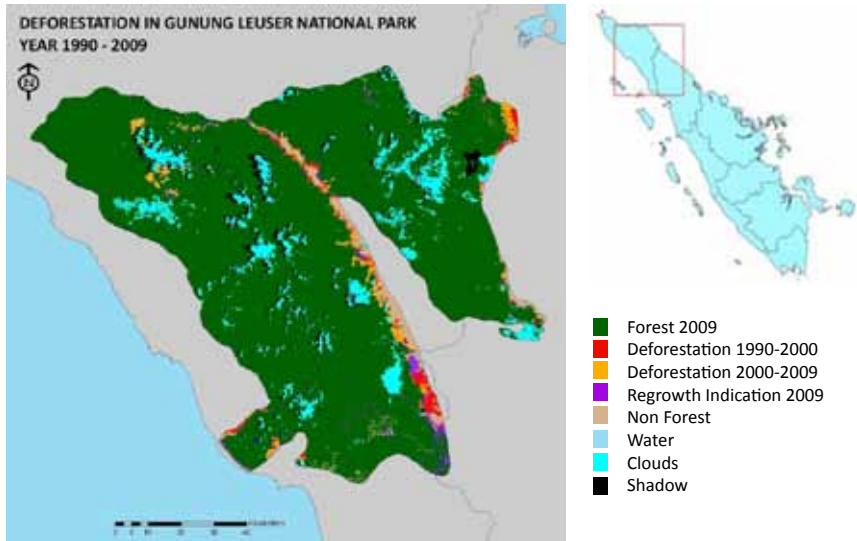 DEFORESTATION IN GUNUNG LEUSER NATIONAL PARK
YEAR 1990 - 2009
N
Forest 2009
Deforestation 1990-2000
Deforestation 2000-2009
Regrowth Indication 2009
Non Forest
Water
Clouds
Shadow